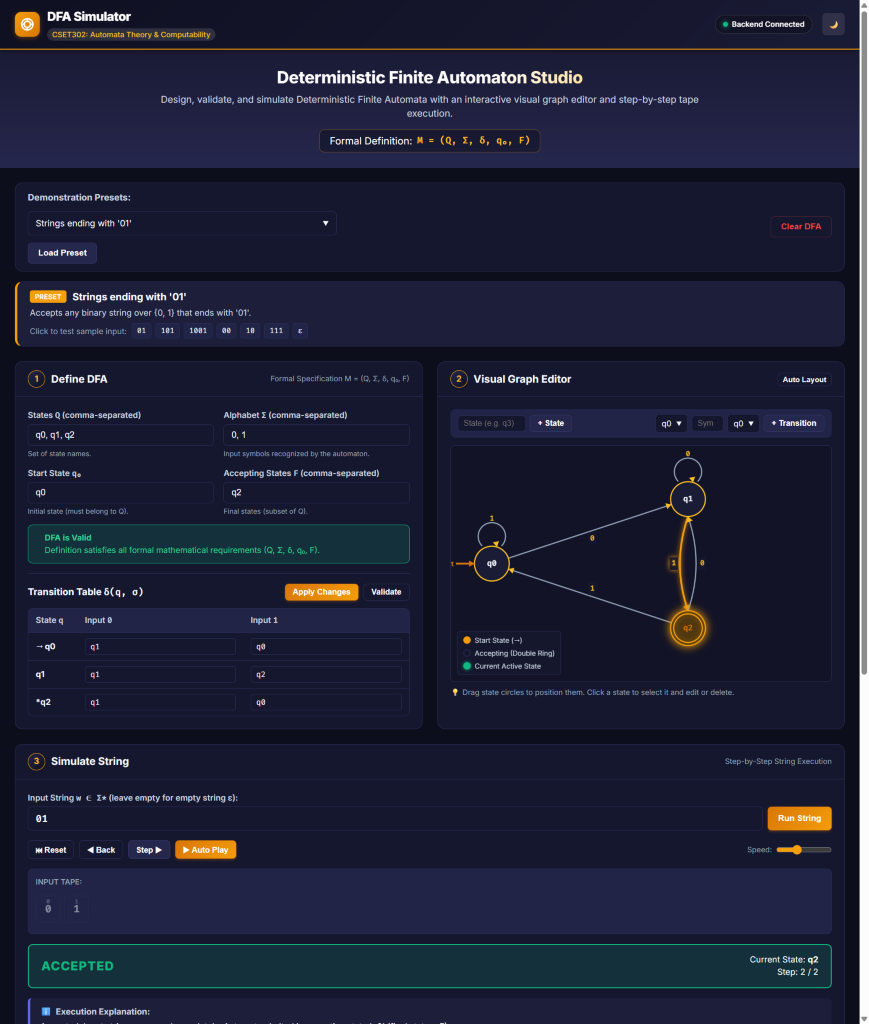 DFA Simulator
CSET302: Automata Theory & Computability
Backend Connected
Deterministic Finite Automaton Studio
Design, validate, and simulate Deterministic Finite Automata with an interactive visual graph editor and step-by-step tape
execution.
Formal Definition: M = (Q, Σ, δ, q₀, F)
Demonstration Presets:
Strings ending with '01'
Clear DFA
Load Preset
PRESET Strings ending with '01'
Accepts any binary string over {0, 1} that ends with '01'.
Click to test sample input: 01 101 1001 00 10 111 ε
1 Define DFA
Formal Specification M = (Q, Σ, δ, q₀, F)
States Q (comma-separated)
Alphabet Σ (comma-separated)
q0, q1, q2
0, 1
Set of state names.
Input symbols recognized by the automaton.
Start State q₀
Accepting States F (comma-separated)
q0
q2
Initial state (must belong to Q).
Final states (subset of Q).
DFA is Valid
Definition satisfies all formal mathematical requirements (Q, Σ, δ, q₀, F).
Transition Table δ(q, σ)
Apply Changes
Validate
State q Input 0 Input 1
→q0 q1 q0
q1 q1 q2
*q2 q1 q0
2 Visual Graph Editor
Auto Layout
State (e.g. q3) + State q0 ▼ Sym q0 ▼ + Transition
0
q1
1
0
q0
1 0
1
q2
Start State (→)
Accepting (Double Ring)
Current Active State
Drag state circles to position them. Click a state to select it and edit or delete.
3 Simulate String
Step-by-Step String Execution
Input String w ∈ Σ* (leave empty for empty string ε):
01
Run String
⏮ Reset ◀ Back Step ▶ ▶ Auto Play
Speed:
INPUT TAPE:
0 1
0 1
ACCEPTED
Current State: q2
Step: 2 / 2
Execution Explanation: